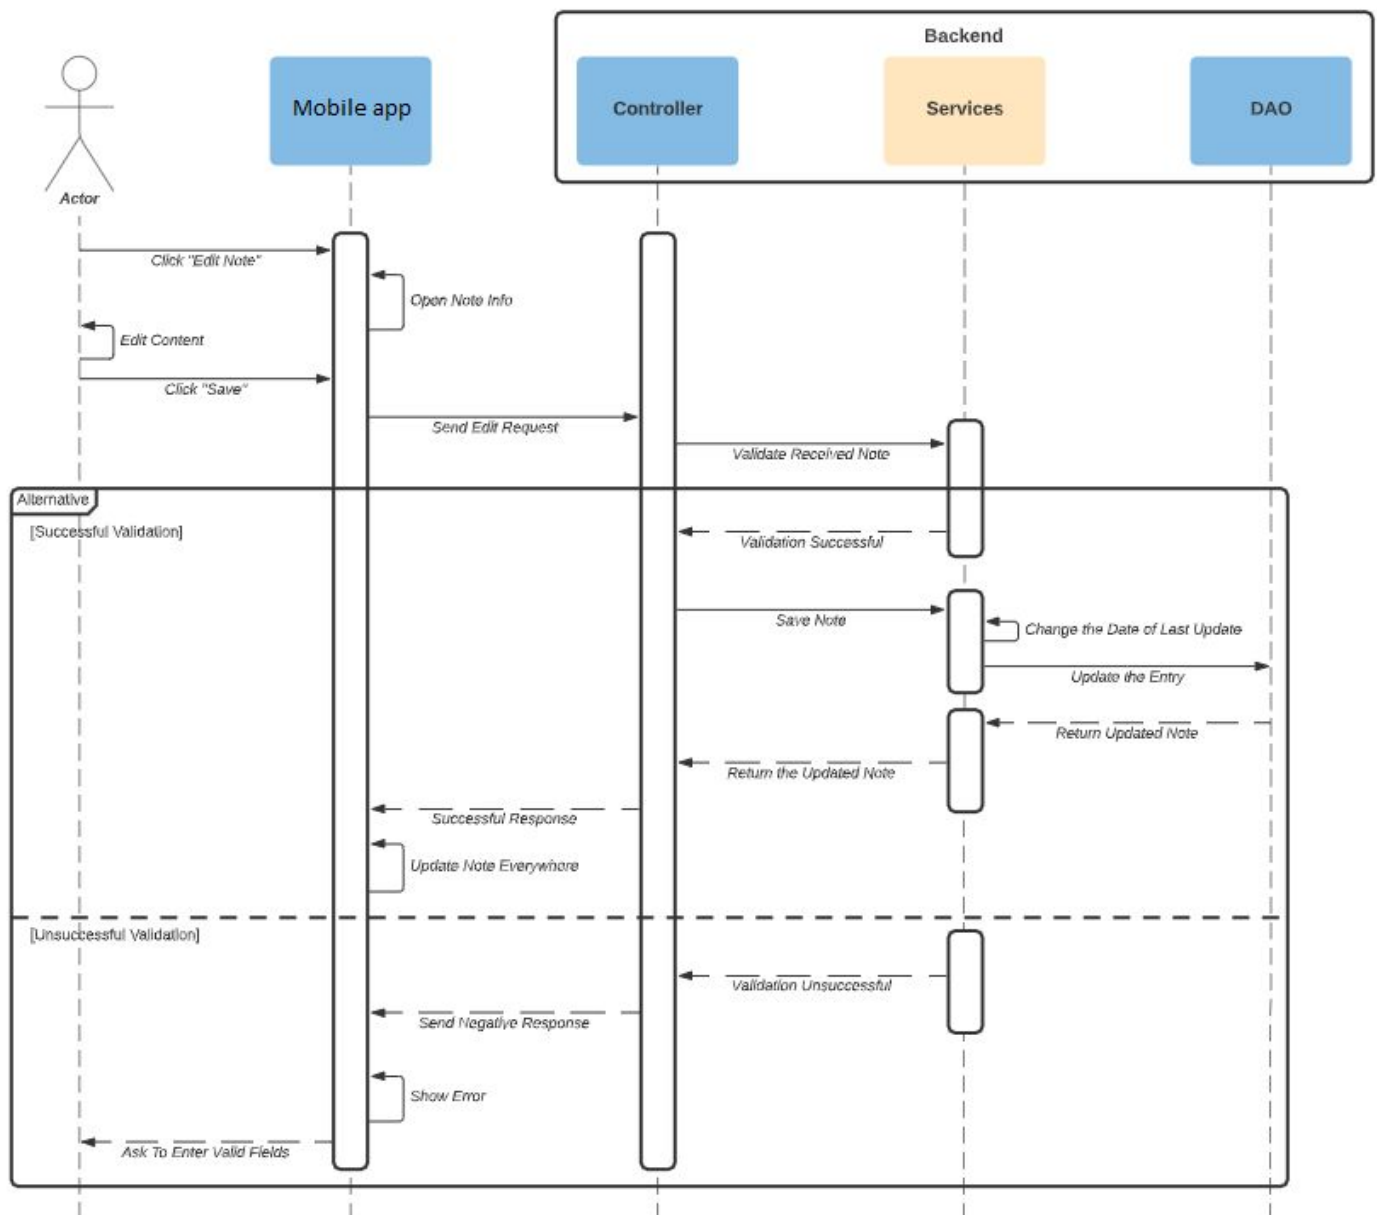 Backend
Mobile app
Controller
Services
DAO
Actor
Click "Edit Note"
Open Note Info
Edit Content
Click "Save"
Send Edit Request
Validate Received Note
Alternative
[Successful Validation]
Validation Successful
Save Note
Change the Date of Last Update
Update the Entry
Return Updated Note
Return the Updated Note
Successful Response
Update Note Everywhere
[Unsuccessful Validation]
Validation Unsuccessful
Send Negative Response
Show Error
Ask To Enter Valid Fields